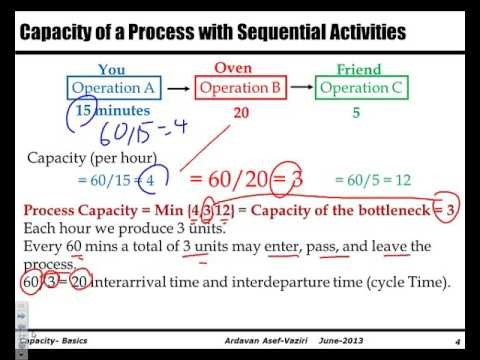 Capacity of a Process with Sequential Activities
You Oven Friend
Operation A Operation B Operation C
15 minutes 20 5
60/15=4
Capacity (per hour)
= 60/15 = 4 = 60/20 = 3 = 60/5 = 12
Process Capacity = Min {4,3,12} = Capacity of the bottleneck = 3
Each hour we produce 3 units.
Every 60 mins a total of 3 units may enter, pass, and leave the
process.
60/3 = 20 interarrival time and interdeparture time (cycle Time).
Capacity- Basics Ardavan Asef-Vaziri June-2013 4